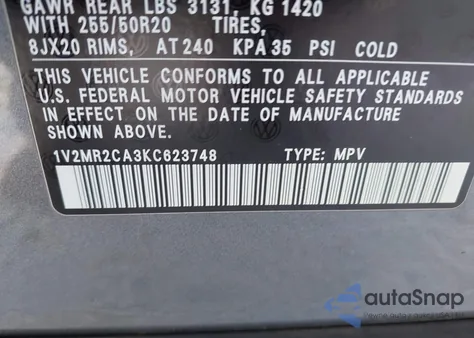 GAWR REAR LBS 3131, KG 1420
WITH 255/50R20 TIRES,
8JX20 RIMS, AT 240 KPA 35 PSI COLD
THIS VEHICLE CONFORMS TO ALL APPLICABLE
U.S. FEDERAL MOTOR VEHICLE SAFETY STANDARDS
IN EFFECT ON THE DATE OF MANUFACTURE
SHOWN ABOVE.
1V2MR2CA3KC623748 TYPE: MPV
autoSnap